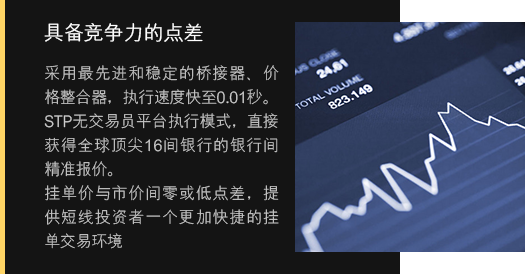 具备竞争力的点差
采用最先进和稳定的桥接器、价
格整合器，执行速度快至0.01秒。
STP无交易员平台执行模式，直接
获得全球顶尖16间银行的银行间
精准报价。
挂单价与市价间零或低点差，提
供短线投资者一个更加快捷的挂
单交易环境
24.61
TOTAL VOLUME
823.149